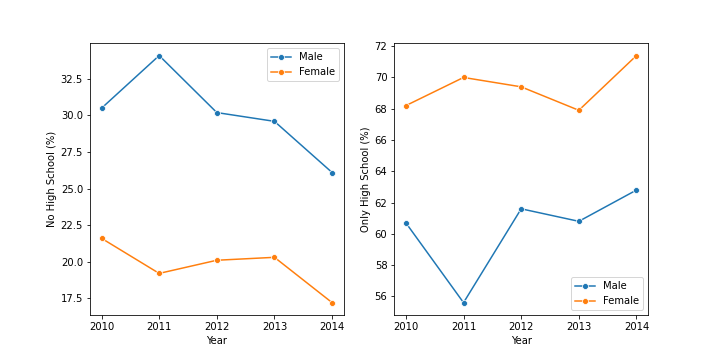 No High School (%)
32.5
30.0
27.5
25.0
22.5
20.0
17.5
2010 2011 2012 2013 2014
Year
Male
Female
Only High School (%)
72
70
68
66
64
62
60
58
56
2010 2011 2012 2013 2014
Year
Male
Female